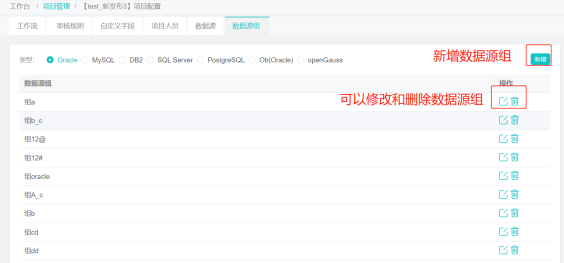 工作台 / 项目管理 / 【test_新发布3】项目配置
工作流 审核规则 自定义字段 项目人员 数据源 数据源组
新增数据源组
类型: Oracle MySQL DB2 SQL Server PostgreSQL Ob(Oracle) openGauss 新增
数据源组 操作
可以修改和删除数据源组
组a
组b_c
组12@
组12#
组oracle
组A_c
组b
组cd
组dd